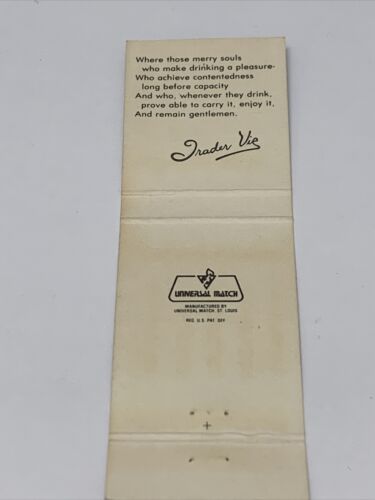 Where those merry souls
who make drinking a pleasure-
Who achieve contentedness
long before capacity
And who, whenever they drink,
prove able to carry it, enjoy it,
And remain gentlemen.
Trader Vic
UNIVERSAL MATCH
MANUFACTURED BY
UNIVERSAL MATCH, ST. LOUIS
REG. U.S. PAT. OFF.